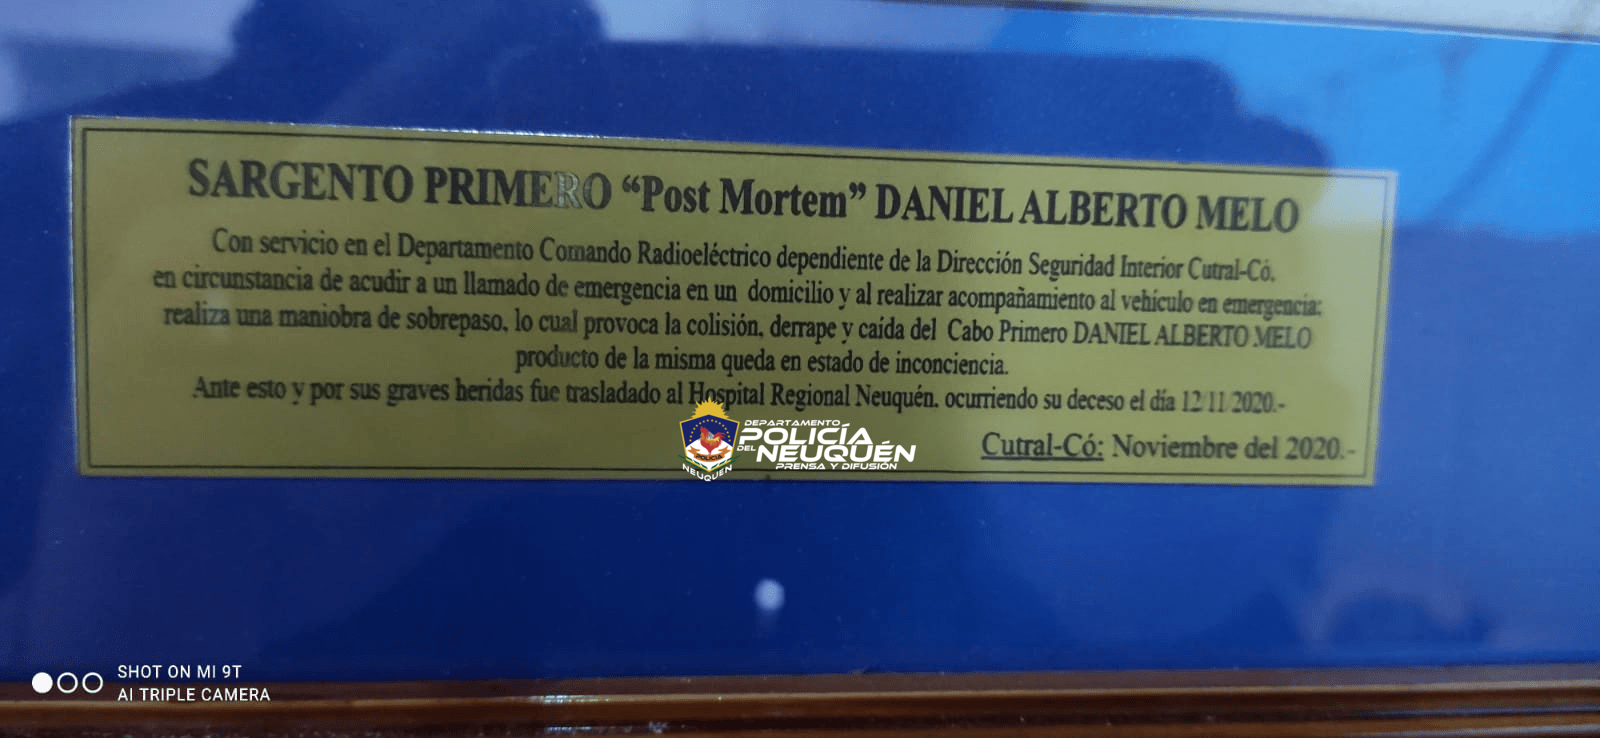 SARGENTO PRIMERO “Post Mortem” DANIEL ALBERTO MELO
Con servicio en el Departamento Comando Radioeléctrico dependiente de la Dirección Seguridad Interior Cutral-Có.
en circunstancia de acudir a un llamado de emergencia en un domicilio y al realizar acompañamiento al vehículo en emergencia;
realiza una maniobra de sobrepaso, lo cual provoca la colisión, derrape y caída del Cabo Primero DANIEL ALBERTO MELO
producto de la misma queda en estado de inconciencia.
Ante esto y por sus graves heridas fue trasladado al Hospital Regional Neuquén. ocurriendo su deceso el día 12/11/2020.-
Cutral-Có: Noviembre del 2020.-
POLICÍA
NEUQUÉN
DEPARTAMENTO
POLICÍA
DEL NEUQUÉN
PRENSA Y DIFUSIÓN
SHOT ON MI 9T
AI TRIPLE CAMERA